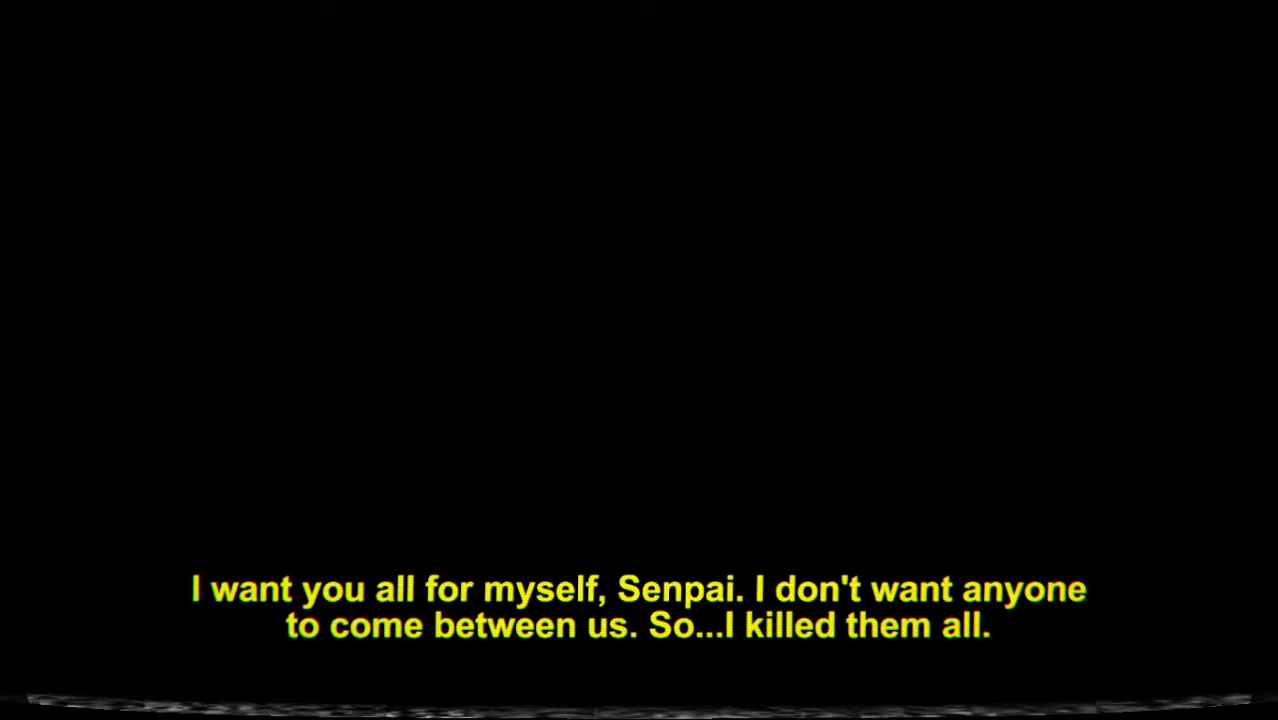 I want you all for myself, Senpai. I don't want anyone
to come between us. So...I killed them all.